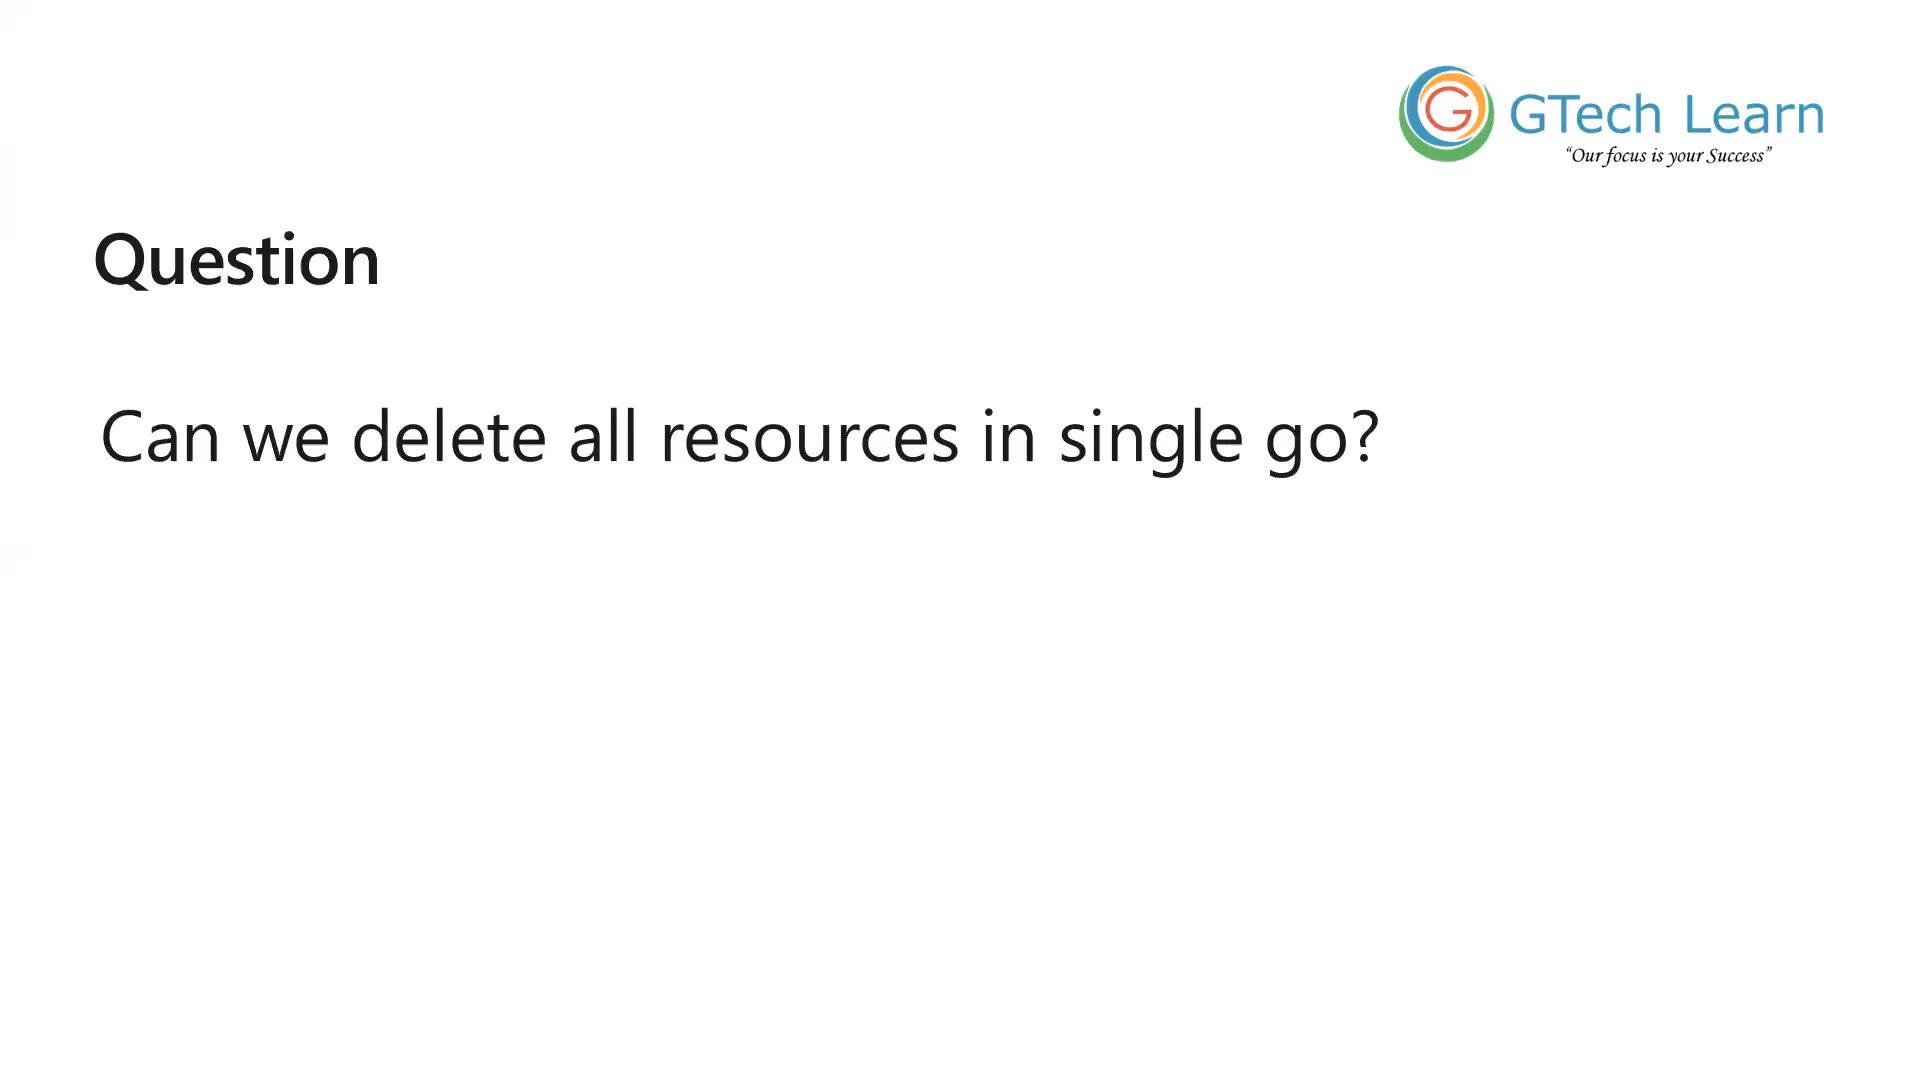 G GTech Learn
“Our focus is your Success”
Question
Can we delete all resources in single go?